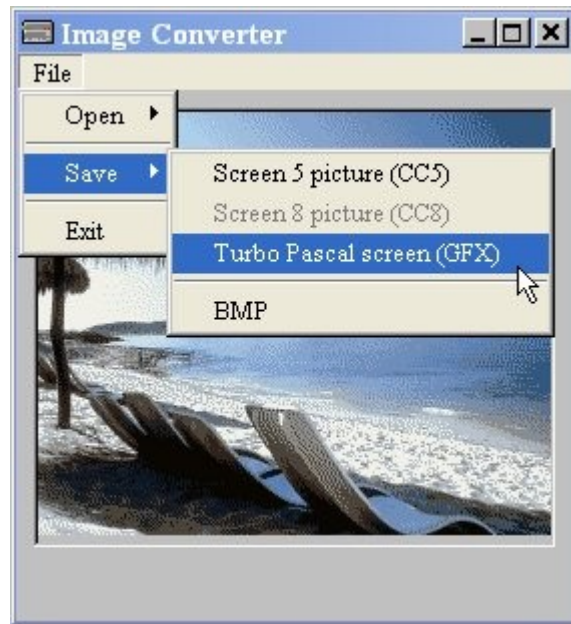 Image Converter
File
Open
Save
Exit
Screen 5 picture (CC5)
Screen 8 picture (CC8)
Turbo Pascal screen (GFX)
BMP